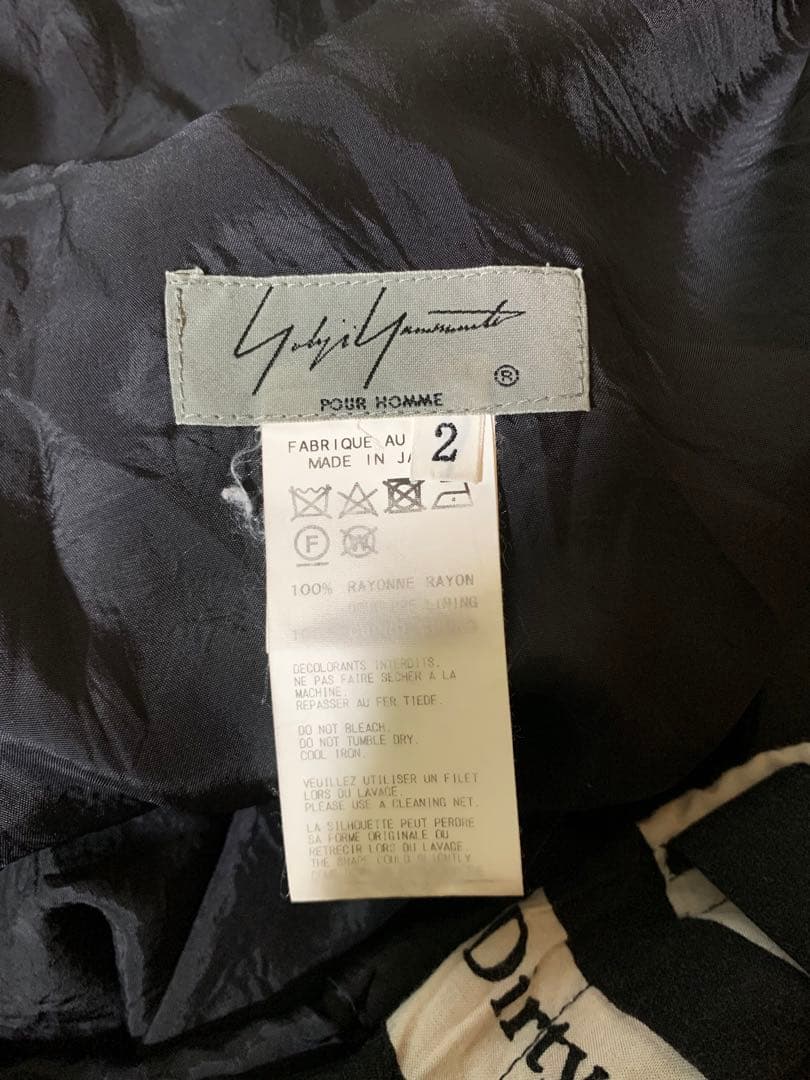 Yohji Yamamoto
®
POUR HOMME
2
FABRIQUE AU
MADE IN JA
F
W
100% RAYONNE RAYON
LINING
DECOLORANTS INTERDITS.
NE PAS FAIRE SECHER A LA
MACHINE.
REPASSER AU FER TIEDE.
DO NOT BLEACH.
DO NOT TUMBLE DRY.
COOL IRON.
VEUILLEZ UTILISER UN FILET
LORS DU LAVAGE.
PLEASE USE A CLEANING NET.
LA SILHOUETTE PEUT PERDRE
SA FORME ORIGINALE OU
RETRECIR LORS DU LAVAGE.
THE SHAPE COULD SLIGHTLY
Dirty